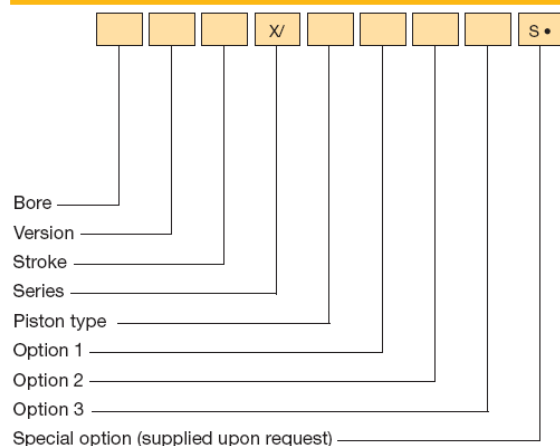 X/ S •
Bore
Version
Stroke
Series
Piston type
Option 1
Option 2
Option 3
Special option (supplied upon request)